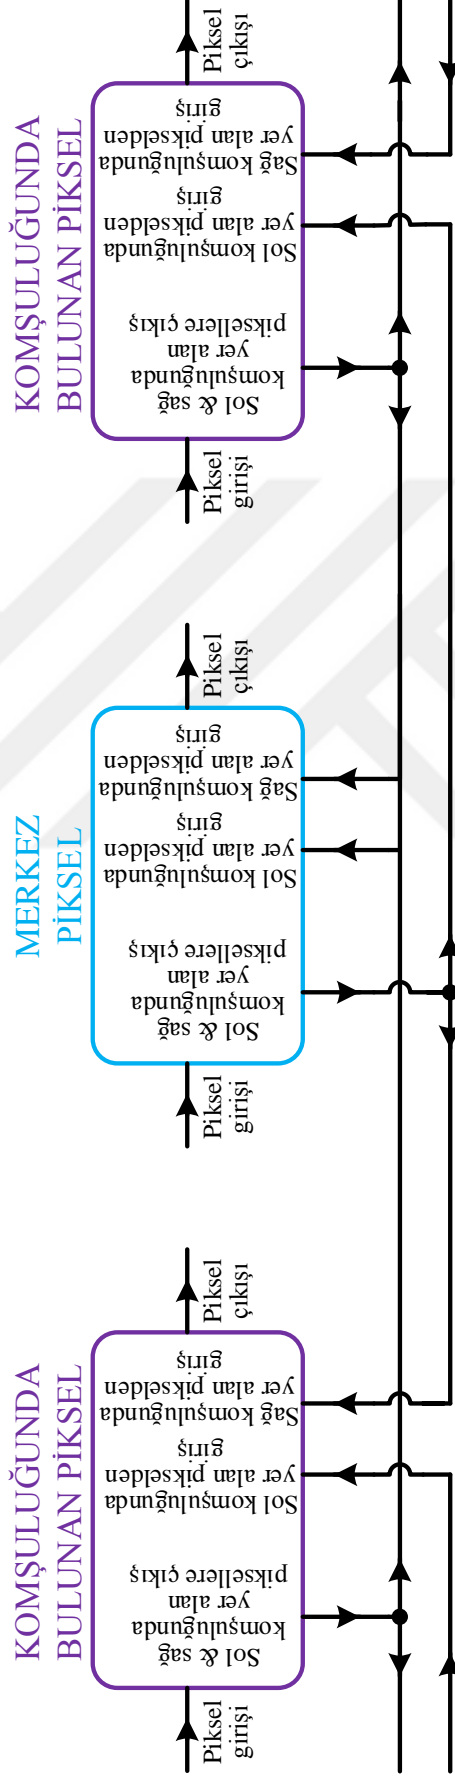 KOMŞULUĞUNDA
BULUNAN PİKSEL
Piksel
girişi
Sol & sağ
komşuluğunda
yer alan
piksellere çıkış
Sol komşuluğunda
yer alan pikselden
giriş
Sağ komşuluğunda
yer alan pikselden
giriş
Piksel
çıkışı
MERKEZ
PİKSEL
Piksel
girişi
Sol & sağ
komşuluğunda
yer alan
piksellere çıkış
Sol komşuluğunda
yer alan pikselden
giriş
Sağ komşuluğunda
yer alan pikselden
giriş
Piksel
çıkışı
KOMŞULUĞUNDA
BULUNAN PİKSEL
Piksel
girişi
Sol & sağ
komşuluğunda
yer alan
piksellere çıkış
Sol komşuluğunda
yer alan pikselden
giriş
Sağ komşuluğunda
yer alan pikselden
giriş
Piksel
çıkışı